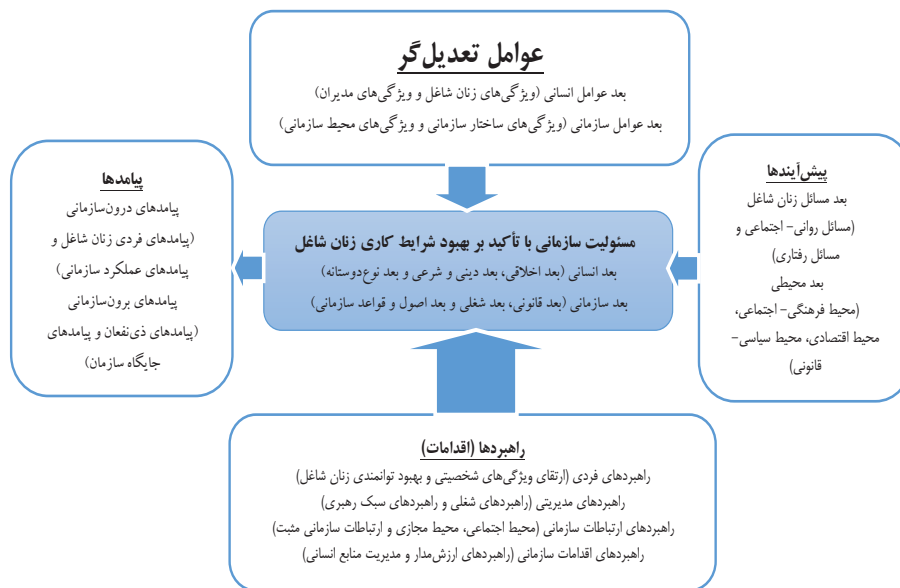 عوامل تعدیل‌گر
بعد عوامل انسانی (ویژگی‌های زنان شاغل و ویژگی‌های مدیران)
بعد عوامل سازمانی (ویژگی‌های ساختار سازمانی و ویژگی‌های محیط سازمانی)
پیش‌آیندها
بعد مسائل زنان شاغل
(مسائل روانی- اجتماعی و
مسائل رفتاری)
بعد محیطی
(محیط فرهنگی- اجتماعی،
محیط اقتصادی، محیط سیاسی-
قانونی)
مسئولیت سازمانی با تأکید بر بهبود شرایط کاری زنان شاغل
بعد انسانی (بعد اخلاقی، بعد دینی و شرعی و بعد نوع‌دوستانه)
بعد سازمانی (بعد قانونی، بعد شغلی و بعد اصول و قواعد سازمانی)
پیامدها
پیامدهای درون‌سازمانی
(پیامدهای فردی زنان شاغل و
پیامدهای عملکرد سازمانی)
پیامدهای برون‌سازمانی
(پیامدهای ذی‌نفعان و پیامدهای
جایگاه سازمان)
راهبردها (اقدامات)
راهبردهای فردی (ارتقای ویژگی‌های شخصیتی و بهبود توانمندی زنان شاغل)
راهبردهای مدیریتی (راهبردهای شغلی و راهبردهای سبک رهبری)
راهبردهای ارتباطات سازمانی (محیط اجتماعی، محیط مجازی و ارتباطات سازمانی مثبت)
راهبردهای اقدامات سازمانی (راهبردهای ارزش‌مدار و مدیریت منابع انسانی)